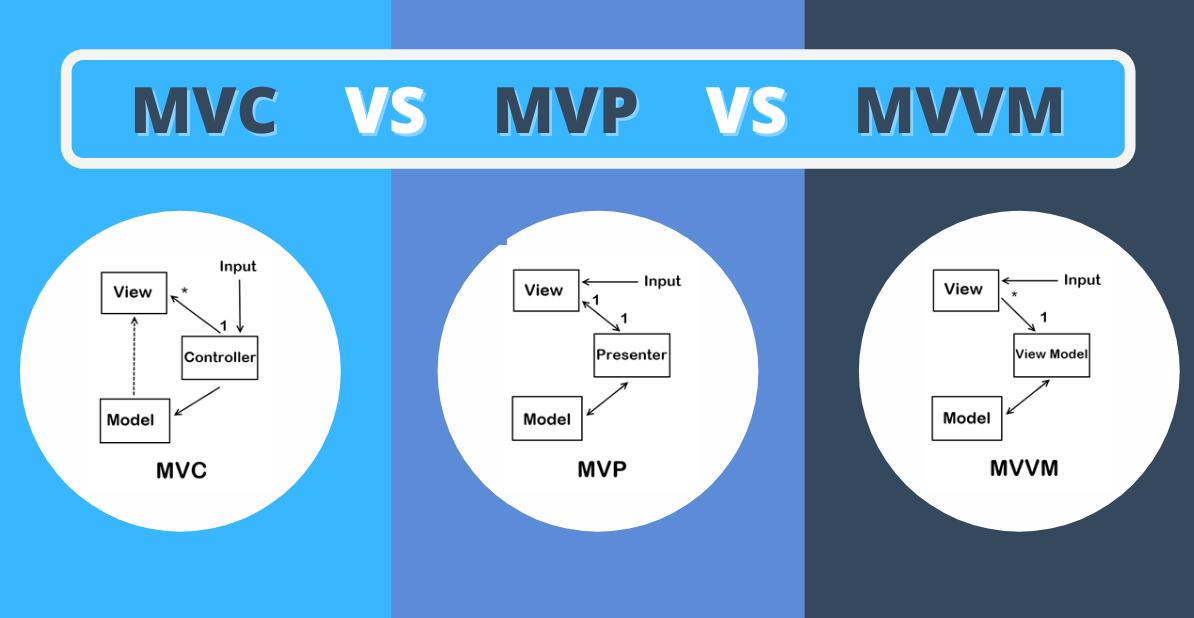 MVC VS MVP VS MVVM
Input
View
*
1
Controller
Model
MVC
View
Input
1
1
Presenter
Model
MVP
View
Input
*
1
View Model
Model
MVVM